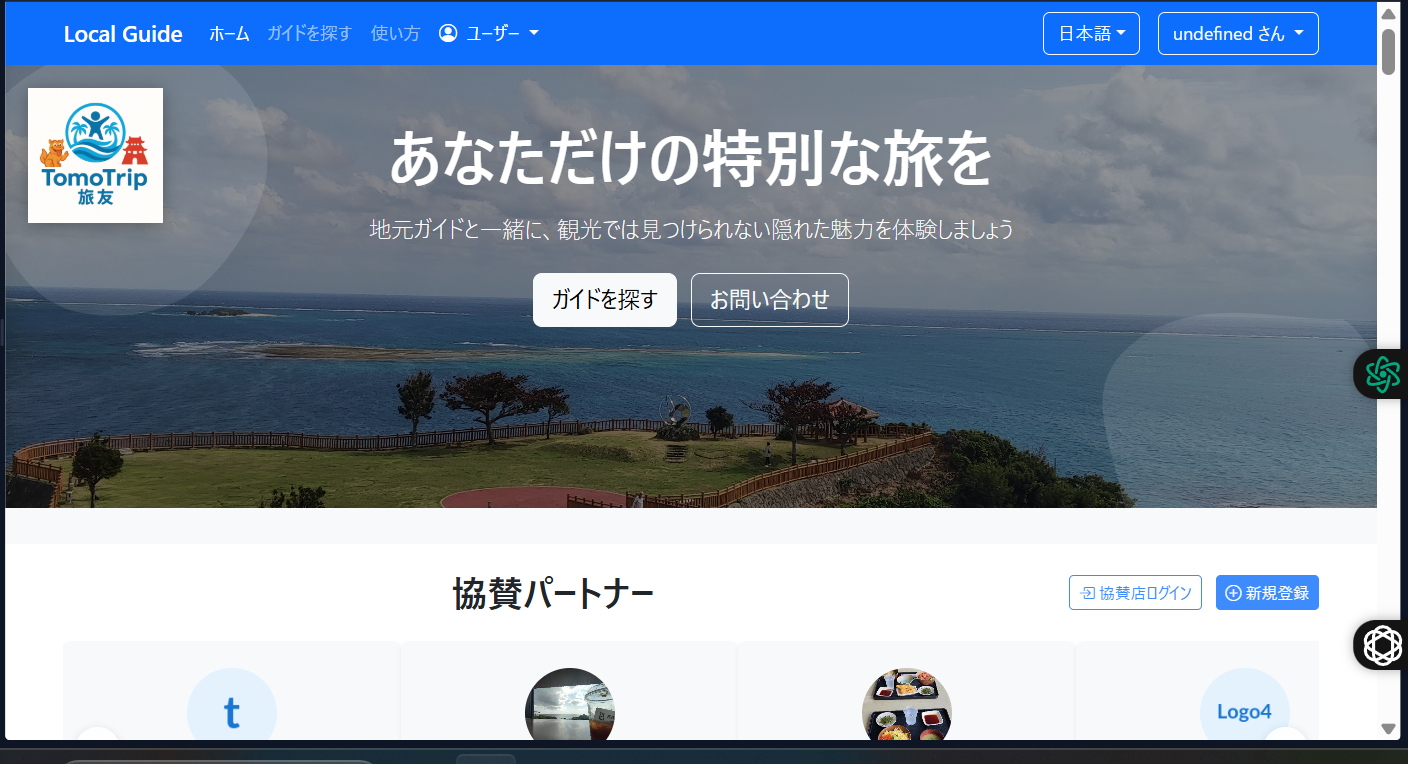 Local Guide ホーム ガイドを探す 使い方 ユーザー 日本語 undefined さん
TomoTrip
旅友
あなただけの特別な旅を
地元ガイドと一緒に、観光では見つけられない隠れた魅力を体験しましょう
ガイドを探す お問い合わせ
協賛パートナー 協賛店ログイン 新規登録
t Logo4